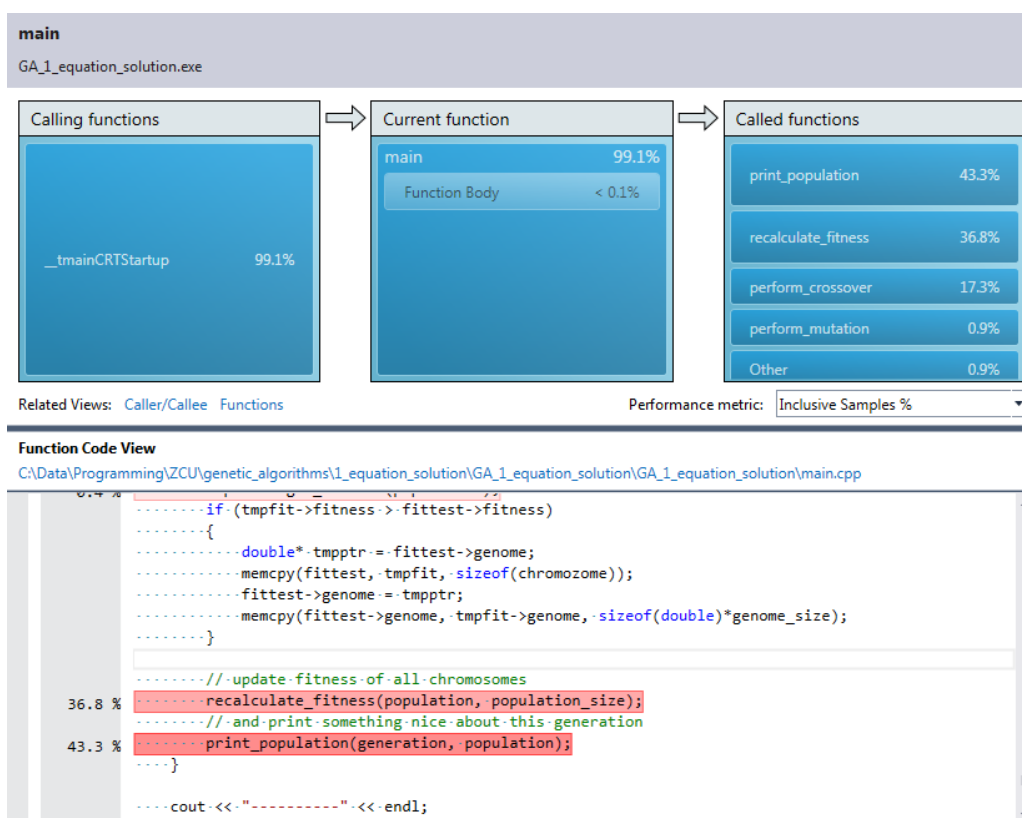 main
GA_1_equation_solution.exe
Calling functions
Current function
Called functions
__tmainCRTStartup 99.1%
main 99.1%
Function Body < 0.1%
print_population 43.3%
recalculate_fitness 36.8%
perform_crossover 17.3%
perform_mutation 0.9%
Other 0.9%
Related Views: Caller/Callee Functions
Performance metric: Inclusive Samples %
Function Code View
C:\Data\Programming\ZCU\genetic_algorithms\1_equation_solution\GA_1_equation_solution\GA_1_equation_solution\main.cpp
if (tmpfit->fitness > fittest->fitness)
{
double* tmpptr = fittest->genome;
memcpy(fittest, tmpfit, sizeof(chromozome));
fittest->genome = tmpptr;
memcpy(fittest->genome, tmpfit->genome, sizeof(double)*genome_size);
}
// update fitness of all chromosomes
36.8 % recalculate_fitness(population, population_size);
// and print something nice about this generation
43.3 % print_population(generation, population);
}
cout << "----------" << endl;